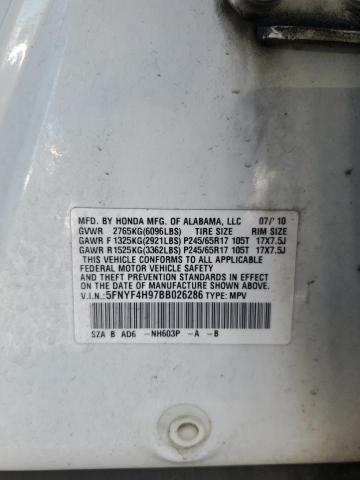 MFD. BY HONDA MFG. OF ALABAMA, LLC 07/'10
GVWR 2765KG(6096LBS) TIRE SIZE RIM SIZE
GAWR F 1325KG(2921LBS) P245/65R17 105T 17X7.5J
GAWR R 1525KG(3362LBS) P245/65R17 105T 17X7.5J
THIS VEHICLE CONFORMS TO ALL APPLICABLE
FEDERAL MOTOR VEHICLE SAFETY
AND THEFT PREVENTION STANDARDS IN EFFECT ON THE
DATE OF MANUFACTURE SHOWN ABOVE.
V.I.N.: 5FNYF4H97BB026286 TYPE: MPV
SZA B AD6 -NH603P -A -B